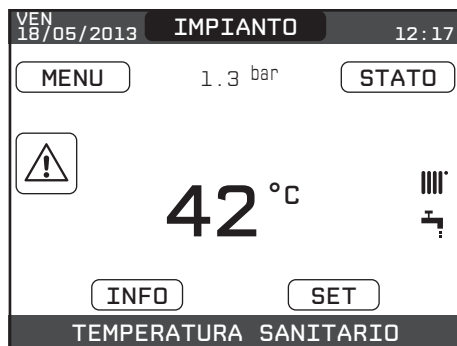 VEN
18/05/2013 IMPIANTO 12:17
MENU 1.3 bar STATO
42 °C
INFO SET
TEMPERATURA SANITARIO